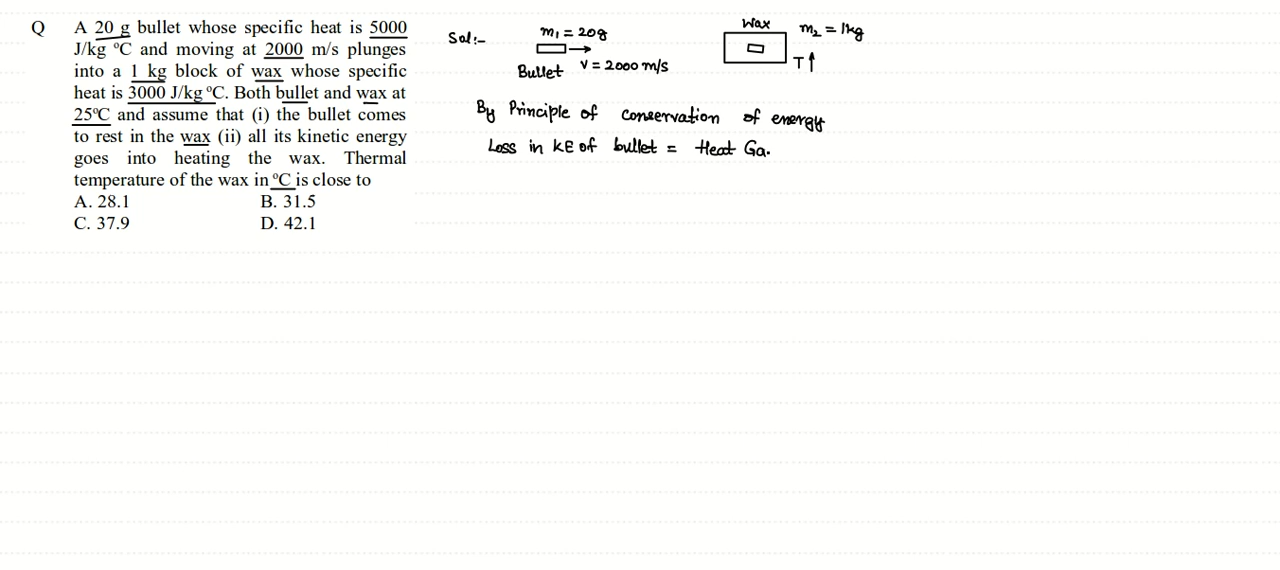 Q A 20 g bullet whose specific heat is 5000
J/kg °C and moving at 2000 m/s plunges
into a 1 kg block of wax whose specific
heat is 3000 J/kg °C. Both bullet and wax at
25°C and assume that (i) the bullet comes
to rest in the wax (ii) all its kinetic energy
goes into heating the wax. Thermal
temperature of the wax in °C is close to
A. 28.1 B. 31.5
C. 37.9 D. 42.1
Sol:-
m₁ = 20g
Bullet V = 2000 m/s
Wax
m₂ = 1kg
T↑
By Principle of conservation of energy
Loss in KE of bullet = Heat Ga.